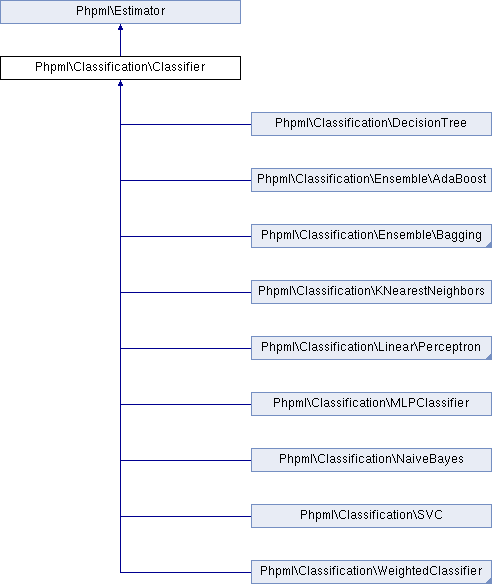 Phpml\Estimator
Phpml\Classification\Classifier
Phpml\Classification\DecisionTree
Phpml\Classification\Ensemble\AdaBoost
Phpml\Classification\Ensemble\Bagging
Phpml\Classification\KNearestNeighbors
Phpml\Classification\Linear\Perceptron
Phpml\Classification\MLPClassifier
Phpml\Classification\NaiveBayes
Phpml\Classification\SVC
Phpml\Classification\WeightedClassifier